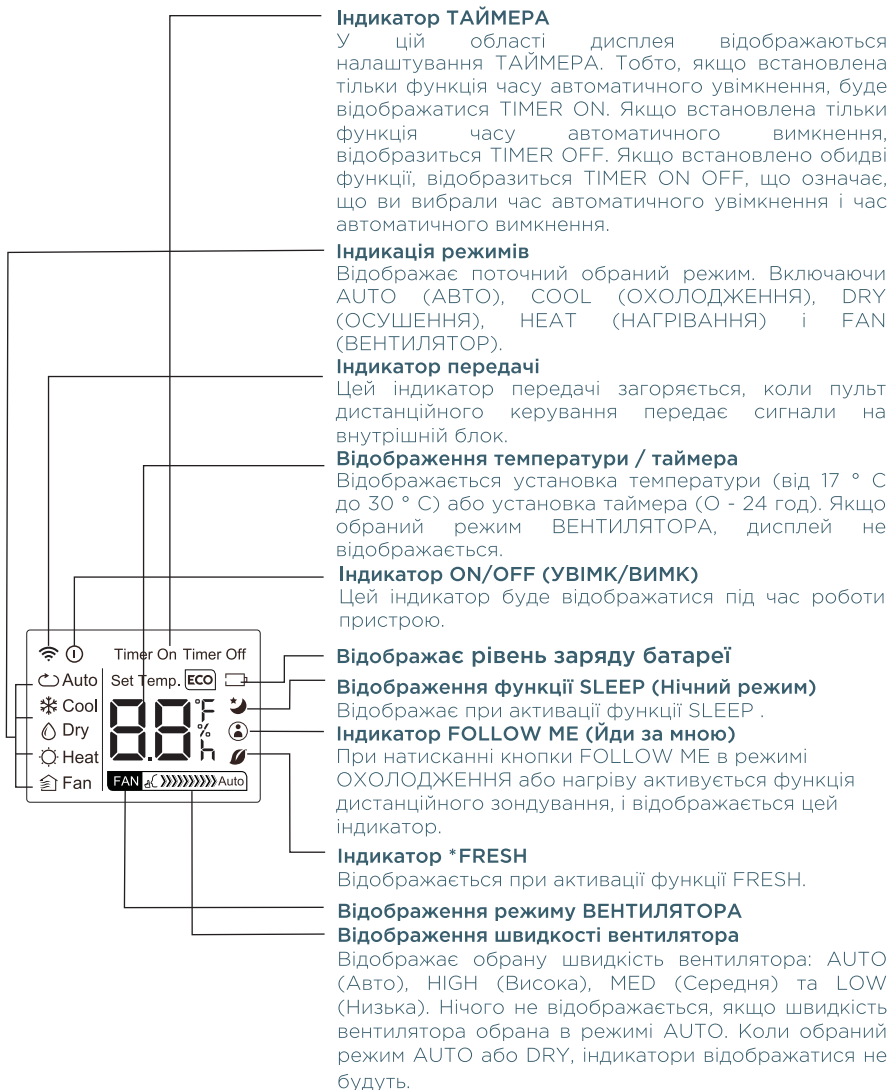 Індикатор ТАЙМЕРА
У цій області дисплея відображаються
налаштування ТАЙМЕРА. Тобто, якщо встановлена
тільки функція часу автоматичного увімкнення, буде
відображатися TIMER ON. Якщо встановлена тільки
функція часу автоматичного вимкнення,
відобразиться TIMER OFF. Якщо встановлено обидві
функції, відобразиться TIMER ON OFF, що означає,
що ви вибрали час автоматичного увімкнення і час
автоматичного вимкнення.
Індикація режимів
Відображає поточний обраний режим. Включаючи
AUTO (АВТО), COOL (ОХОЛОДЖЕННЯ), DRY
(ОСУШЕННЯ), HEAT (НАГРІВАННЯ) і FAN
(ВЕНТИЛЯТОР).
Індикатор передачі
Цей індикатор передачі загоряється, коли пульт
дистанційного керування передає сигнали на
внутрішній блок.
Відображення температури / таймера
Відображається установка температури (від 17 ° С
до 30 ° С) або установка таймера (О - 24 год). Якщо
обраний режим ВЕНТИЛЯТОРА, дисплей не
відображається.
Індикатор ON/OFF (УВІМК/ВИМК)
Цей індикатор буде відображатися під час роботи
пристрою.
Відображає рівень заряду батареї
Відображення функції SLEEP (Нічний режим)
Відображає при активації функції SLEEP .
Індикатор FOLLOW ME (Йди за мною)
При натисканні кнопки FOLLOW ME в режимі
ОХОЛОДЖЕННЯ або нагріву активується функція
дистанційного зондування, і відображається цей
індикатор.
Індикатор *FRESH
Відображається при активації функції FRESH.
Відображення режиму ВЕНТИЛЯТОРА
Відображення швидкості вентилятора
Відображає обрану швидкість вентилятора: AUTO
(Авто), HIGH (Висока), MED (Середня) та LOW
(Низька). Нічого не відображається, якщо швидкість
вентилятора обрана в режимі AUTO. Коли обраний
режим AUTO або DRY, індикатори відображатися не
будуть.
Timer On Timer Off
Auto Set Temp. ECO
Cool
Dry
Heat
Fan
8.8 °F % h
FAN Auto